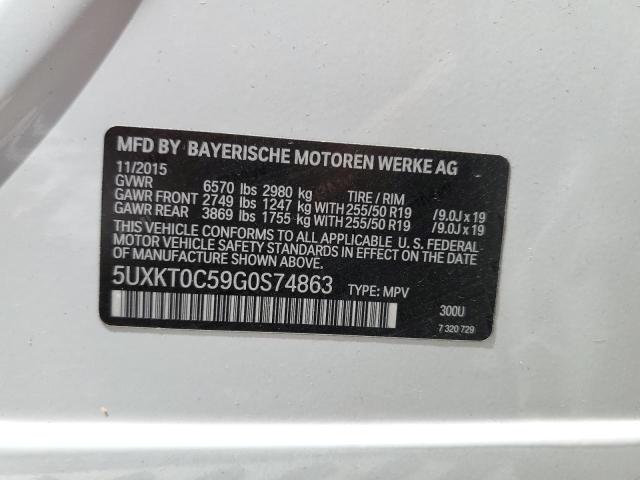 MFD BY BAYERISCHE MOTOREN WERKE AG
11/2015
GVWR 6570 lbs 2980 kg TIRE / RIM
GAWR FRONT 2749 lbs 1247 kg WITH 255/50 R19 /9.0J x 19
GAWR REAR 3869 lbs 1755 kg WITH 255/50 R19 /9.0J x 19
THIS VEHICLE CONFORMS TO ALL APPLICABLE U.S. FEDERAL
MOTOR VEHICLE SAFETY STANDARDS IN EFFECT ON THE DATE
OF MANUFACTURE SHOWN ABOVE.
5UXKT0C59G0S74863 TYPE: MPV
300U
7 320 729